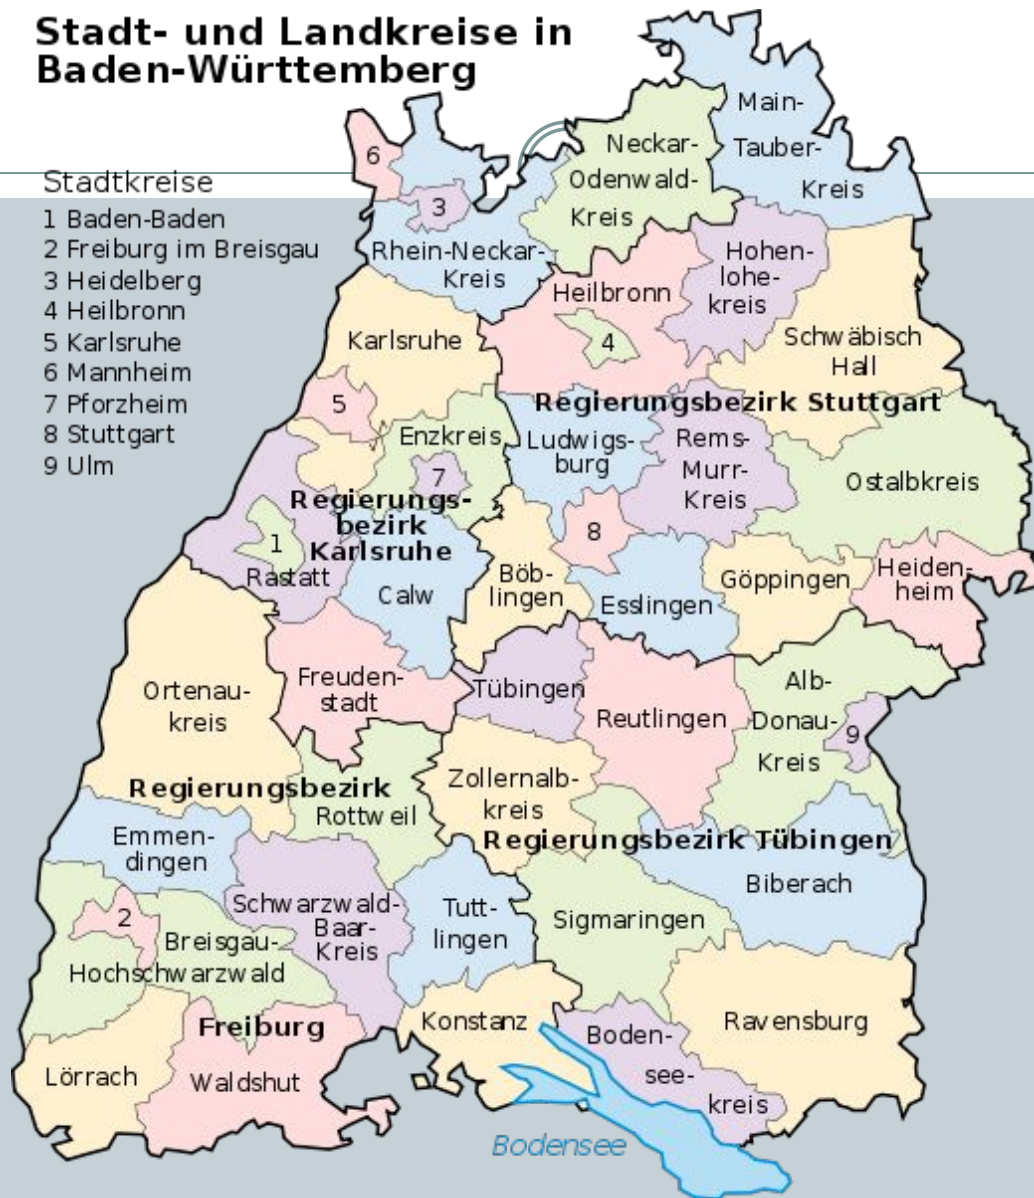 Stadt- und Landkreise in
Baden-Württemberg
Stadtkreise
1 Baden-Baden
2 Freiburg im Breisgau
3 Heidelberg
4 Heilbronn
5 Karlsruhe
6 Mannheim
7 Pforzheim
8 Stuttgart
9 Ulm
Main-
Tauber-
Kreis
Neckar-
Odenwald-
Kreis
6
3
Rhein-Neckar-
Kreis
Hohen-
lohe-
kreis
Heilbronn
4
Schwäbisch
Hall
Karlsruhe
5
Regierungsbezirk Stuttgart
Enzkreis
7
Ludwigs-
burg
Rems-
Murr-
Kreis
Ostalbkreis
Regierungs-
bezirk
Karlsruhe
1
Rastatt
8
Calw
Böb-
lingen
Esslingen
Göppingen
Heiden-
heim
Ortenau-
kreis
Freuden-
stadt
Tübingen
Reutlingen
Alb-
Donau-
Kreis
9
Regierungsbezirk
Rottweil
Zollernalb-
kreis
Regierungsbezirk Tübingen
Emmen-
dingen
Biberach
2
Breisgau-
Hochschwarzwald
Schwarzwald-
Baar-
Kreis
Tutt-
lingen
Sigmaringen
Freiburg
Konstanz
Boden-
see-
kreis
Ravensburg
Lörrach
Waldshut
Bodensee